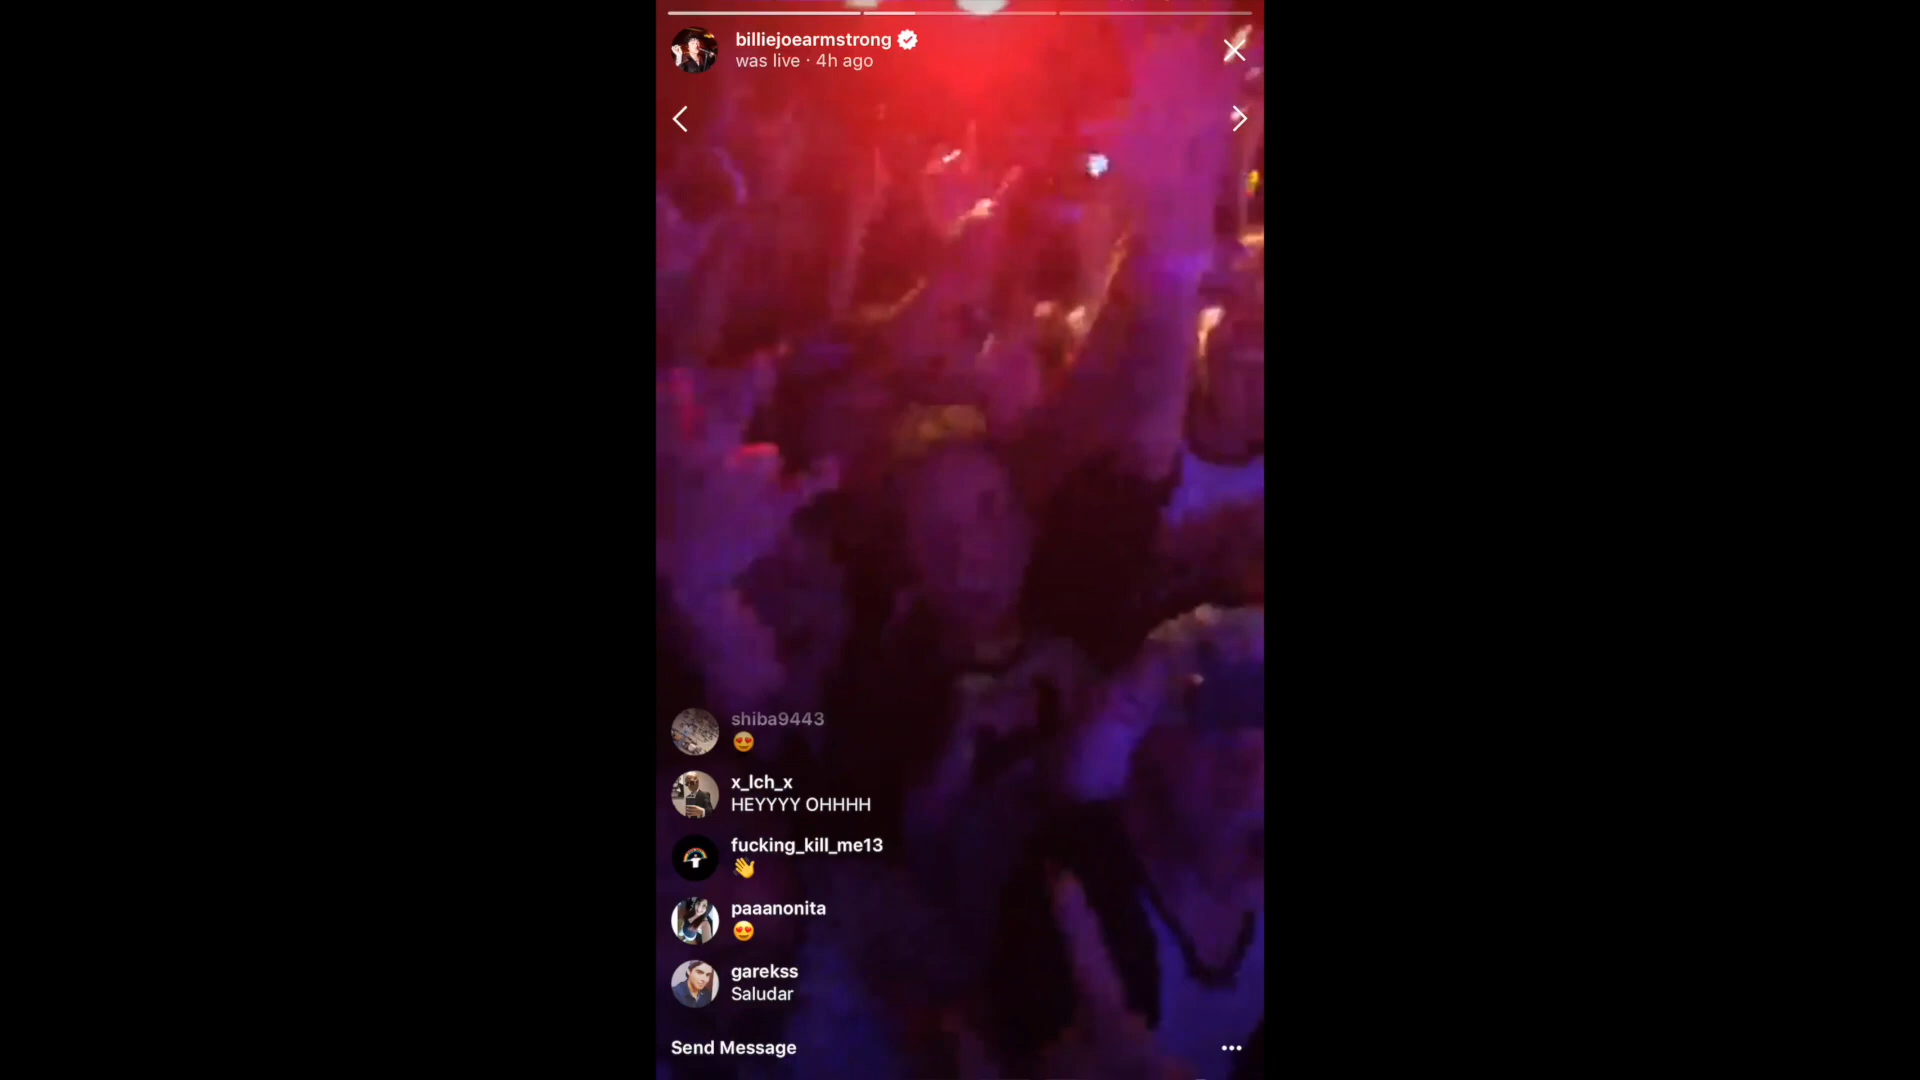 billiejoearmstrong
was live · 4h ago
shiba9443
😍
x_lch_x
HEYYYY OHHHH
fucking_kill_me13
👋
paaanonita
😍
garekss
Saludar
Send Message